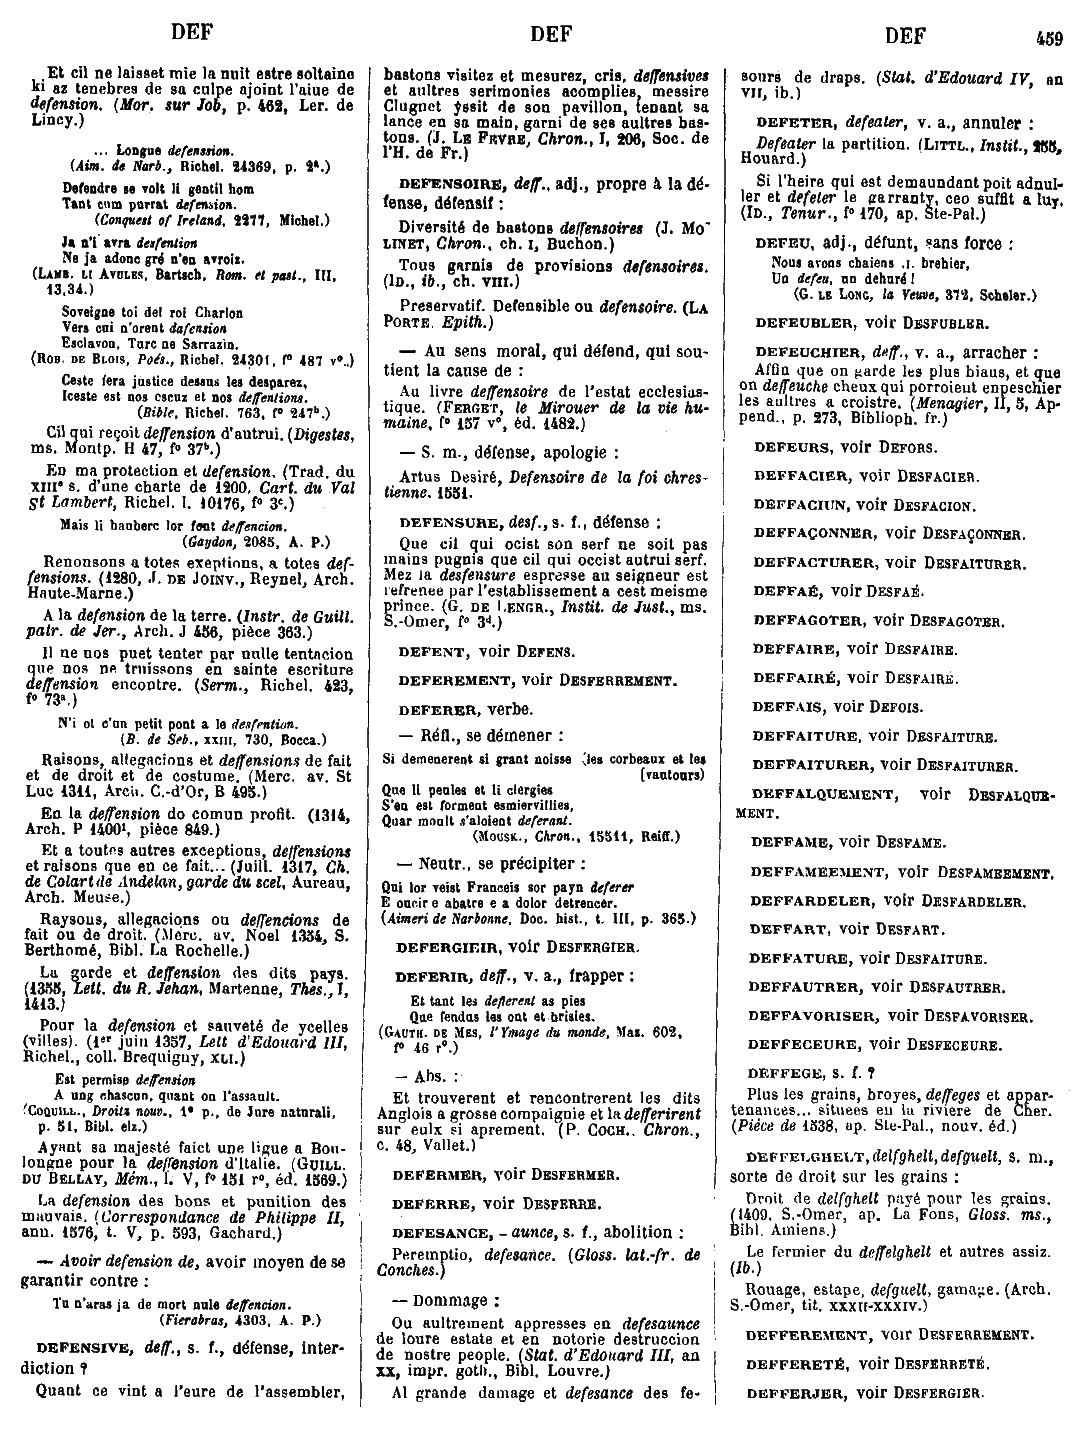 DEF
DEF
DEF
459
Et cil ne laisset mie la nuit estre soltaine
ki az tenebres de sa culpe ajoint l'aiue de
defension. (Mor. sur Job, p. 462, Ler. de
Lincy.)
... Longue defenssion.
(Aim. de Narb., Richel. 24369, p. 2ª.)
Defendre se volt li gentil hom
Tant cum purrat defension.
(Conquest of Ireland, 2277, Michel.)
Ja n'i avra desfention
Ne ja adonc gré n'en avroiz.
(LAMB. LI AVULES, Bartsch, Rom. et past., III,
13,34.)
Soveigne toi del roi Charlon
Vers cui n'orent dafension
Esclavon, Turc ne Sarrazin.
(ROB. DE BLOIS, Poés., Richel. 24301, fº 487 vº..)
Ceste fera justice dessus les desparez,
Iceste est nos escuz et nos deffentions.
(Bible, Richel. 763, fº 247ᵇ.)
Cil qui reçoit deffension d'autrui. (Digestes,
ms. Montp. H 47, fº 37ᵇ.)
En ma protection et defension. (Trad. du
XIIIᵉ s. d'une charte de 1200, Cart. du Val
St Lambert, Richel. l. 10176, fº 3ᶜ.)
Mais li hauberc lor font deffencion.
(Gaydon, 2085, A. P.)
Renonsons a totes exeptions, a totes def-
fensions. (1280, J. DE JOINV., Reynel, Arch.
Haute-Marne.)
A la defension de la terre. (Instr. de Guill.
patr. de Jer., Arch. J 456, pièce 363.)
Il ne nos puet tenter par nulle tentacion
que nos ne truissons en sainte escriture
deffension encontre. (Serm., Richel. 423,
fº 73ª.)
N'i ot c'un petit pont a le desfention.
(B. de Seb., XXIII, 730, Bocca.)
Raisons, allegacions et deffensions de fait
et de droit et de costume. (Merc. av. St
Luc 1311, Arch. C.-d'Or, B 495.)
En la deffension do comun profit. (1314,
Arch. P 1400¹, pièce 849.)
Et a toutes autres exceptions, deffensions
et raisons que en ce fait... (Juill. 1317, Ch.
de Colart de Andelan, garde du scel, Aureau,
Arch. Meuse.)
Raysous, allegacions ou deffencions de
fait ou de droit. (Merc. av. Noel 1334, S.
Berthomé, Bibl. La Rochelle.)
La garde et deffension des dits pays.
(1355, Lett. du R. Jehan, Martenne, Thes., I,
1413.)
Pour la defension et sauveté de ycelles
(villes). (1er juin 1357, Lett d'Edouard III,
Richel., coll. Brequiguy, XLI.)
Est permise deffension
A ung chascun, quant on l'assault.
(COQUILL., Droitz nouv., 1ᵉ p., de Jure naturali,
p. 51, Bibl. elz.)
Ayant sa majesté faict une ligue a Bou-
longne pour la deffension d'Italie. (GUILL.
DU BELLAY, Mém., l. V, fº 151 rº, éd. 1569.)
La defension des bons et punition des
mauvais. (Correspondance de Philippe II,
ann. 1576, t. V, p. 593, Gachard.)
— Avoir defension de, avoir moyen de se
garantir contre :
Tu n'aras ja de mort nule deffencion.
(Fierabras, 4303, A. P.)
DEFENSIVE, deff., s. f., défense, inter-
diction ?
Quant ce vint a l'eure de l'assembler,
bastons visitez et mesurez, cris, deffensives
et aultres serimonies acomplies, messire
Clugnet yssit de son pavillon, tenant sa
lance en sa main, garni de ses aultres bas-
tons. (J. LE FEVRE, Chron., I, 206, Soc. de
l'H. de Fr.)
DEFENSOIRE, deff., adj., propre à la dé-
fense, défensif :
Diversité de bastons deffensoires (J. Mo-
LINET, Chron., ch. I, Buchon.)
Tous garnis de provisions defensoires.
(ID., ib., ch. VIII.)
Preservatif. Defensible ou defensoire. (LA
PORTE. Epith.)
— Au sens moral, qui défend, qui sou-
tient la cause de :
Au livre deffensoire de l'estat ecclesias-
tique. (FERGET, le Mirouer de la vie hu-
maine, fº 157 vº, éd. 1482.)
— S. m., défense, apologie :
Artus Desiré, Defensoire de la foi chres-
tienne. 1551.
DEFENSURE, desf., s. f., défense :
Que cil qui ocist son serf ne soit pas
mains pugnis que cil qui occist autrui serf.
Mez la desfensure espresse au seigneur est
refrenee par l'establissement a cest meisme
prince. (G. DE LENGR., Instit. de Just., ms.
S.-Omer, fº 3ᵈ.)
DEFENT, voir DEFENS.
DEFEREMENT, voir DESFERREMENT.
DEFERER, verbe.
— Réfl., se démener :
Si demenerent si grant noisse (les corbeaux et les
[vautours)
Que li peules et li clergies
S'en est forment esmiervillies,
Quar moult s'aloient deferant.
(MOUSK., Chron., 15511, Reiff.)
— Neutr., se précipiter :
Qui lor veist Franceis sor payn deferer
E oucire abatre e a dolor detrencer.
(Aimeri de Narbonne, Doc. hist., t. III, p. 365.)
DEFERGIEIR, voir DESFERGIER.
DEFERIR, deff., v. a., frapper :
Et tant les deflerent as pies
Que fendus les ont et brisies.
(GAUTH. DE MES, l'Ymage du monde, Maz. 602,
fº 46 rº.)
— Abs. :
Et trouverent et rencontrerent les dits
Anglois a grosse compaignie et la defferirent
sur eulx si aprement. (P. COCH., Chron.,
c. 48, Vallet.)
DEFERMER, voir DESFERMER.
DEFERRE, voir DESFERRE.
DEFESANCE, - aunce, s. f., abolition :
Peremptio, defesance. (Gloss. lat.-fr. de
Conches.)
— Dommage :
Ou aultrement appresses en defesaunce
de loure estate et en notorie destruccion
de nostre people. (Stat. d'Edouard III, an
XX, impr. goth., Bibl. Louvre.)
Al grande damage et defesance des fe-
sours de draps. (Stat. d'Edouard IV, an
VII, ib.)
DEFETER, defeater, v. a., annuler :
Defeater la partition. (LITTL., Instit., 255,
Houard.)
Si l'heire qui est demaundant poit adnul-
ler et defeter le garranty, ceo suffit a luy.
(ID., Tenur., fº 170, ap. Ste-Pal.)
DEFEU, adj., défunt, sans force :
Nous avons chaiens .I. brehier,
Un defeu, un dehuré !
(G. LE LONG, la Veuve, 372, Scheler.)
DEFEUBLER, voir DESFUBLER.
DEFEUCHIER, deff., v. a., arracher :
Affin que on garde les plus biaus, et que
on deffeuche cheux qui porroient enpeschier
les aultres a croistre. (Menagier, II, 5, Ap-
pend., p. 273, Biblioph. fr.)
DEFEURS, voir DEFORS.
DEFFACIER, voir DESFACIER.
DEFFACIUN, voir DESFACION.
DEFFAÇONNER, voir DESFAÇONNER.
DEFFACTURER, voir DESFAITURER.
DEFFAÉ, voir DESFAÉ.
DEFFAGOTER, voir DESFAGOTER.
DEFFAIRE, voir DESFAIRE.
DEFFAIRÉ, voir DESFAIRÉ.
DEFFAIS, voir DEFOIS.
DEFFAITURE, voir DESFAITURE.
DEFFAITURER, voir DESFAITURER.
DEFFALQUEMENT, voir DESFALQUE-
MENT.
DEFFAME, voir DESFAME.
DEFFAMEEMENT, voir DESFAMEEMENT.
DEFFARDELER, voir DESFARDELER.
DEFFART, voir DESFART.
DEFFATURE, voir DESFAITURE.
DEFFAUTRER, voir DESFAUTRER.
DEFFAVORISER, voir DESFAVORISER.
DEFFECEURE, voir DESFECEURE.
DEFFEGE, s. f. ?
Plus les grains, broyes, deffeges et appar-
tenances... situees en la riviere de Cher.
(Pièce de 1538, ap. Ste-Pal., nouv. éd.)
DEFFELGHELT, delfghelt, defguelt, s. m.,
sorte de droit sur les grains :
Droit de delfghelt payé pour les grains.
(1409, S.-Omer, ap. La Fons, Gloss. ms.,
Bibl. Amiens.)
Le fermier du deffelghelt et autres assiz.
(Ib.)
Rouage, estape, defguelt, gamage. (Arch.
S.-Omer, tit. XXXII-XXXIV.)
DEFFEREMENT, voir DESFERREMENT.
DEFFERETÉ, voir DESFERRETÉ.
DEFFERJER, voir DESFERGIER.